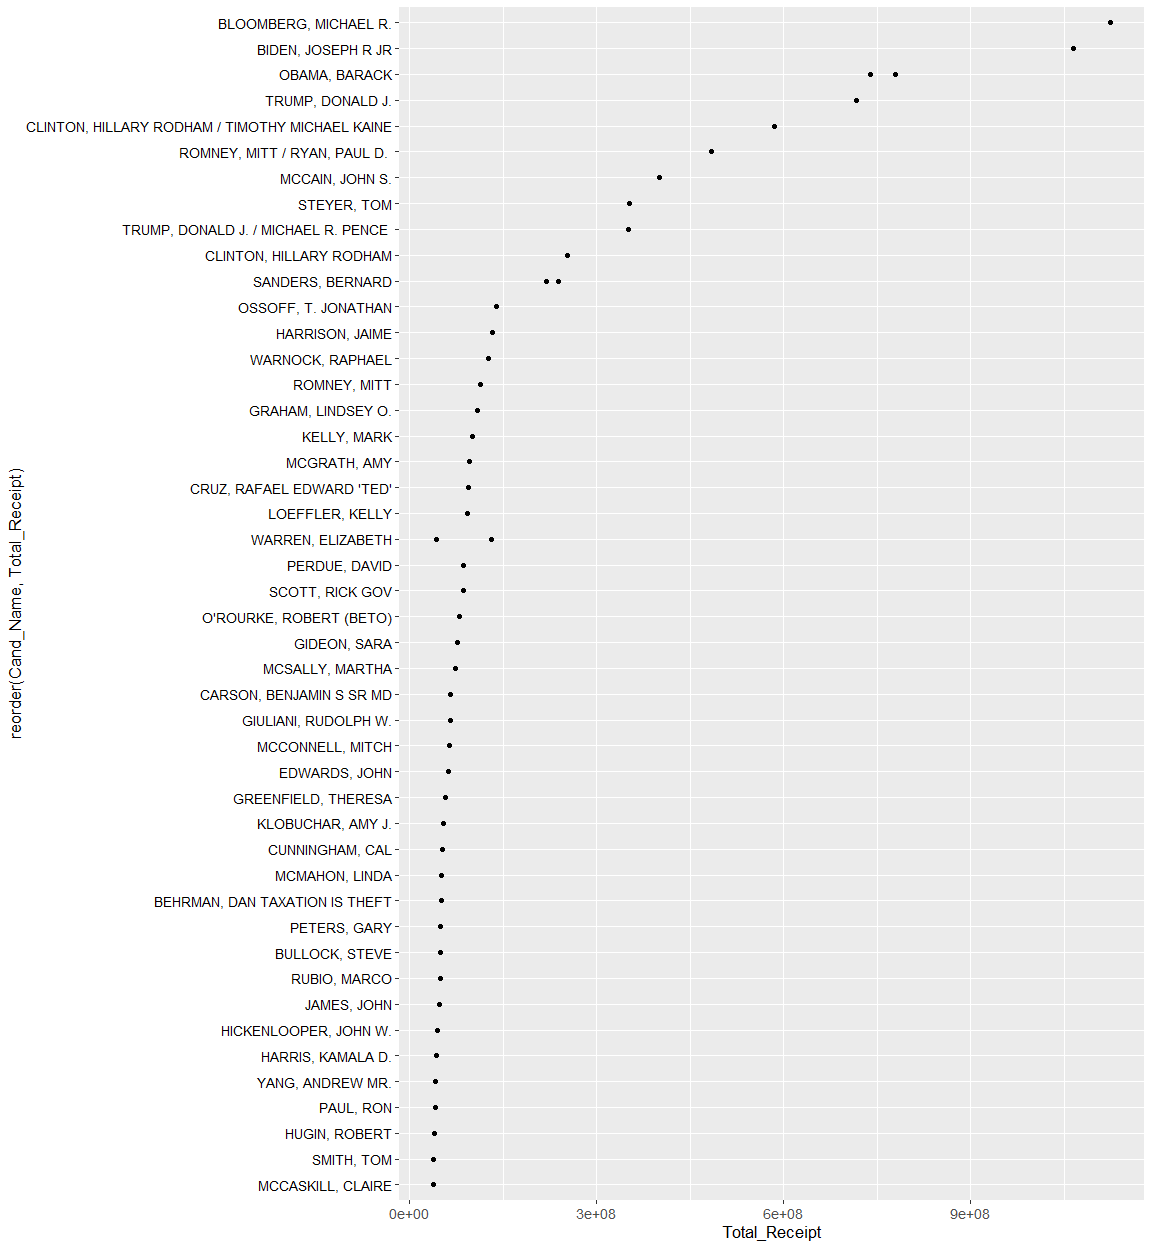 BLOOMBERG, MICHAEL R.
BIDEN, JOSEPH R JR
OBAMA, BARACK
TRUMP, DONALD J.
CLINTON, HILLARY RODHAM / TIMOTHY MICHAEL KAINE
ROMNEY, MITT / RYAN, PAUL D.
MCCAIN, JOHN S.
STEYER, TOM
TRUMP, DONALD J. / MICHAEL R. PENCE
CLINTON, HILLARY RODHAM
SANDERS, BERNARD
OSSOFF, T. JONATHAN
HARRISON, JAIME
WARNOCK, RAPHAEL
ROMNEY, MITT
GRAHAM, LINDSEY O.
KELLY, MARK
MCGRATH, AMY
CRUZ, RAFAEL EDWARD 'TED'
LOEFFLER, KELLY
WARREN, ELIZABETH
PERDUE, DAVID
SCOTT, RICK GOV
O'ROURKE, ROBERT (BETO)
GIDEON, SARA
MCSALLY, MARTHA
CARSON, BENJAMIN S SR MD
GIULIANI, RUDOLPH W.
MCCONNELL, MITCH
EDWARDS, JOHN
GREENFIELD, THERESA
KLOBUCHAR, AMY J.
CUNNINGHAM, CAL
MCMAHON, LINDA
BEHRMAN, DAN TAXATION IS THEFT
PETERS, GARY
BULLOCK, STEVE
RUBIO, MARCO
JAMES, JOHN
HICKENLOOPER, JOHN W.
HARRIS, KAMALA D.
YANG, ANDREW MR.
PAUL, RON
HUGIN, ROBERT
SMITH, TOM
MCCASKILL, CLAIRE
reorder(Cand_Name, Total_Receipt)
0e+00 3e+08 6e+08 9e+08
Total_Receipt